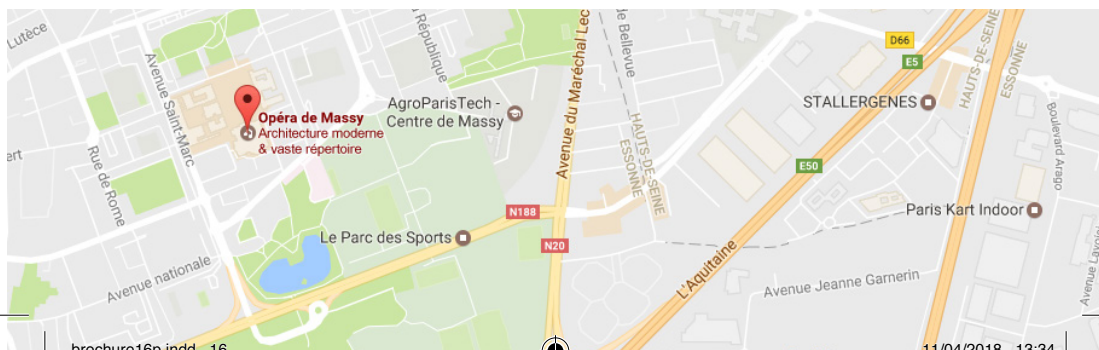 Lutèce
Avenue Saint-Marc
République
de Bellevue
Avenue du Maréchal Lec
D66
E5
HAUTS-DE-SEINE
ESSONNE
STALLERGENES
Opéra de Massy
Architecture moderne
& vaste répertoire
AgroParisTech -
Centre de Massy
HAUTS-DE-SEINE
ESSONNE
E50
Boulevard Arago
ert
Rue de Rome
N188
Paris Kart Indoor
Le Parc des Sports
N20
L'Aquitaine
Avenue nationale
Avenue Jeanne Garnerin
Avenue Lavoi
brochure16p.indd 16
11/04/2018 13:34